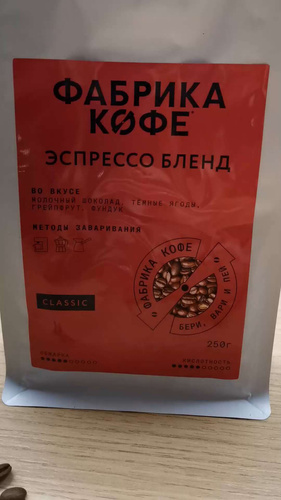 ФАБРИКА
КОФЕ
ЭСПРЕССО БЛЕНД
ВО ВКУСЕ
МОЛОЧНЫЙ ШОКОЛАД, ТЁМНЫЕ ЯГОДЫ,
ГРЕЙПФРУТ, ФУНДУК
МЕТОДЫ ЗАВАРИВАНИЯ
ФАБРИКА КОФЕ
БЕРИ, ВАРИ И ПЕЙ
CLASSIC
250г
КИСЛОТНОСТЬ